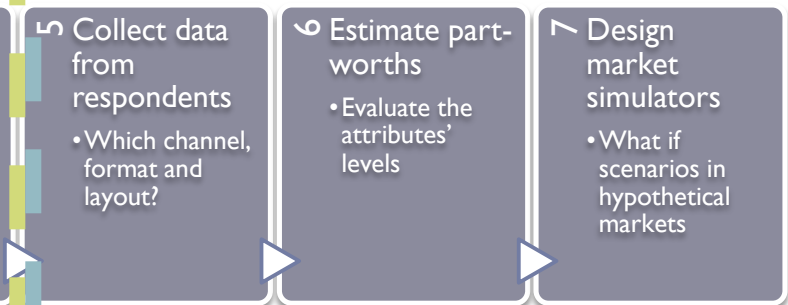 5 Collect data
from
respondents
•Which channel,
format and
layout?
6 Estimate part-
worths
•Evaluate the
attributes’
levels
7 Design
market
simulators
•What if
scenarios in
hypothetical
markets